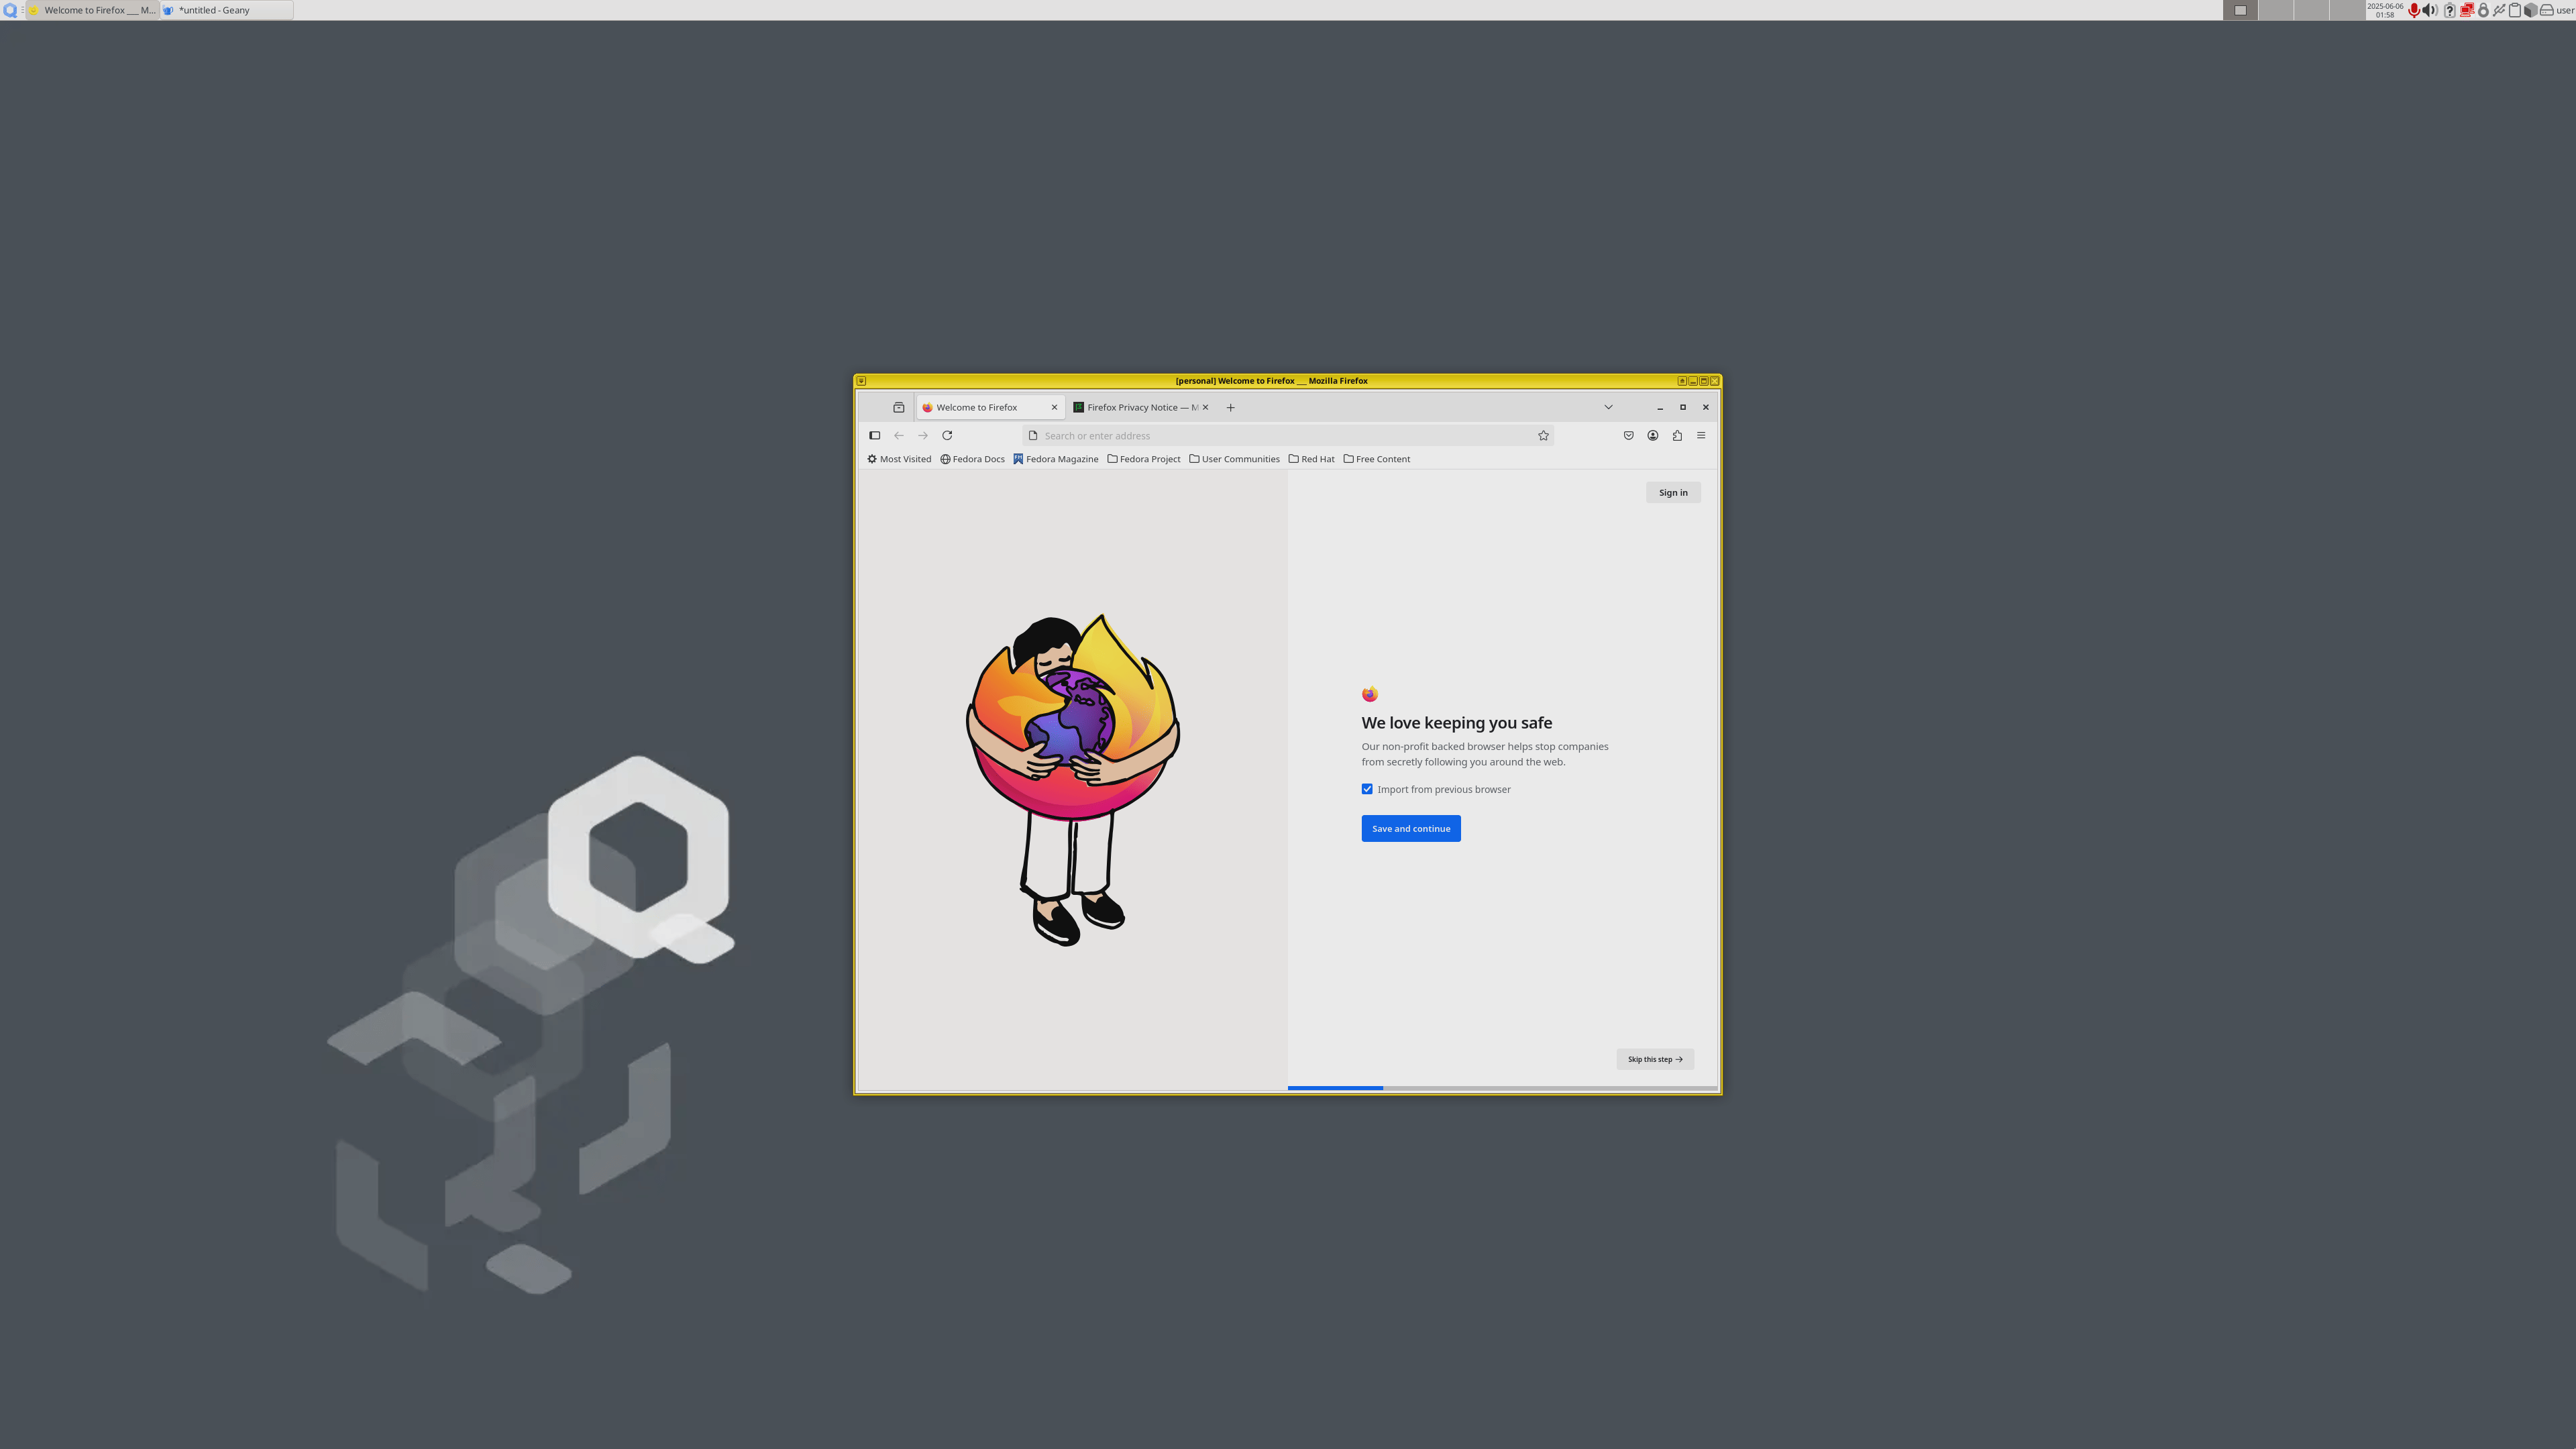 Welcome to Firefox ___ M...
*untitled - Geany
2025-06-06
01:58
user
[personal] Welcome to Firefox ___ Mozilla Firefox
Welcome to Firefox
Firefox Privacy Notice — M
Search or enter address
Most Visited
Fedora Docs
Fedora Magazine
Fedora Project
User Communities
Red Hat
Free Content
Sign in
We love keeping you safe
Our non-profit backed browser helps stop companies
from secretly following you around the web.
Import from previous browser
Save and continue
Skip this step →